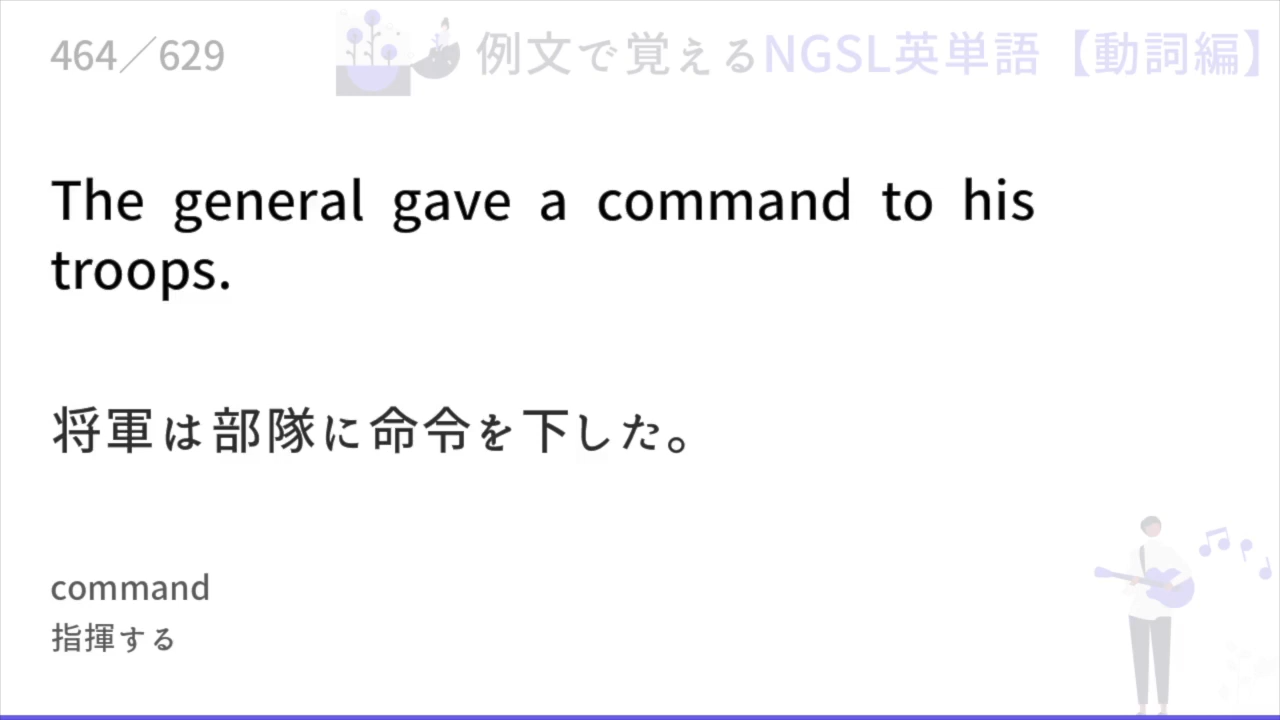 464／629
例文で覚えるNGSL英単語【動詞編】
The general gave a command to his
troops.
将軍は部隊に命令を下した。
command
指揮する